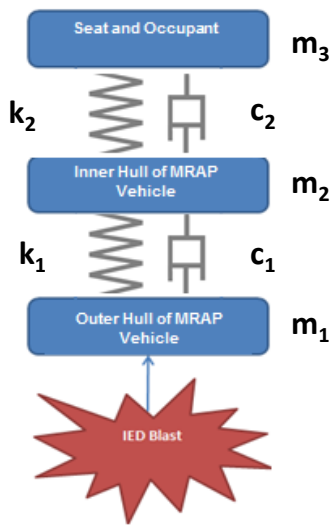 Seat and Occupant
m₃
k₂
c₂
Inner Hull of MRAP
Vehicle
m₂
k₁
c₁
Outer Hull of MRAP
Vehicle
m₁
IED Blast